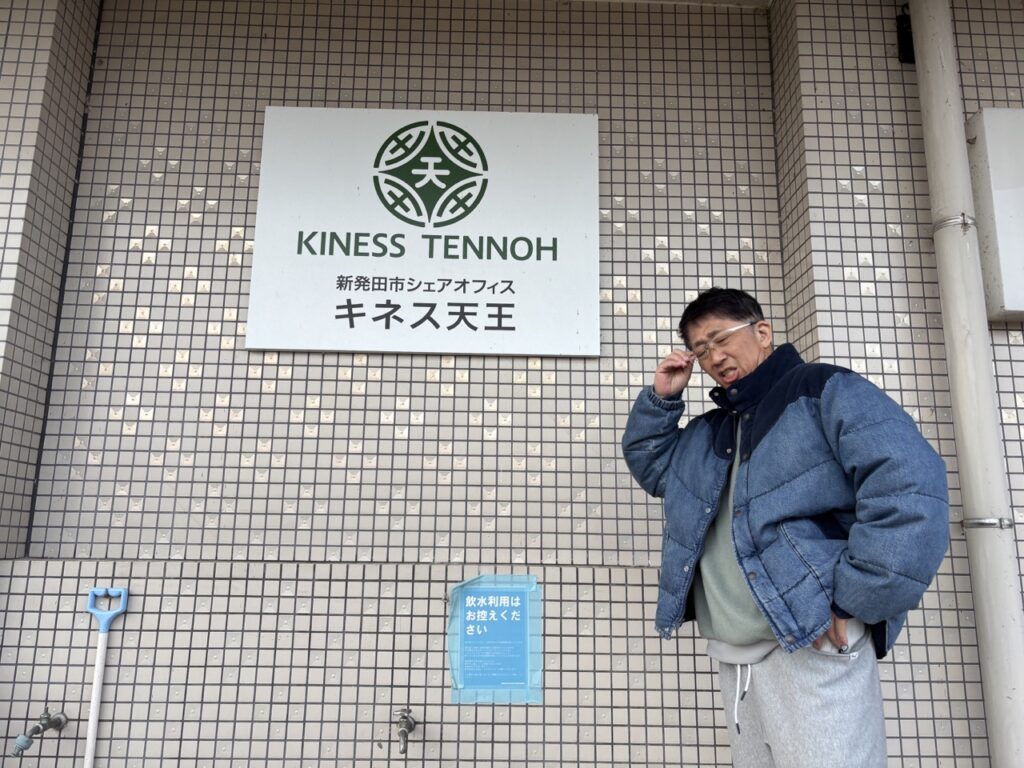 天
KINESS TENNOH
新発田市シェアオフィス
キネス天王
飲水利用は
お控えくだ
さい